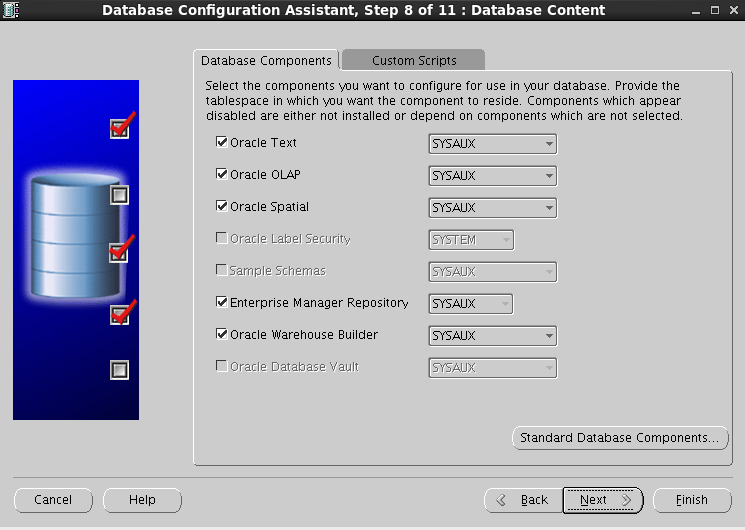 Database Configuration Assistant, Step 8 of 11 : Database Content
Database Components
Custom Scripts
Select the components you want to configure for use in your database. Provide the
tablespace in which you want the component to reside. Components which appear
disabled are either not installed or depend on components which are not selected.
Oracle Text SYSAUX
Oracle OLAP SYSAUX
Oracle Spatial SYSAUX
Oracle Label Security SYSTEM
Sample Schemas SYSAUX
Enterprise Manager Repository SYSAUX
Oracle Warehouse Builder SYSAUX
Oracle Database Vault SYSAUX
Standard Database Components...
Cancel Help Back Next Finish